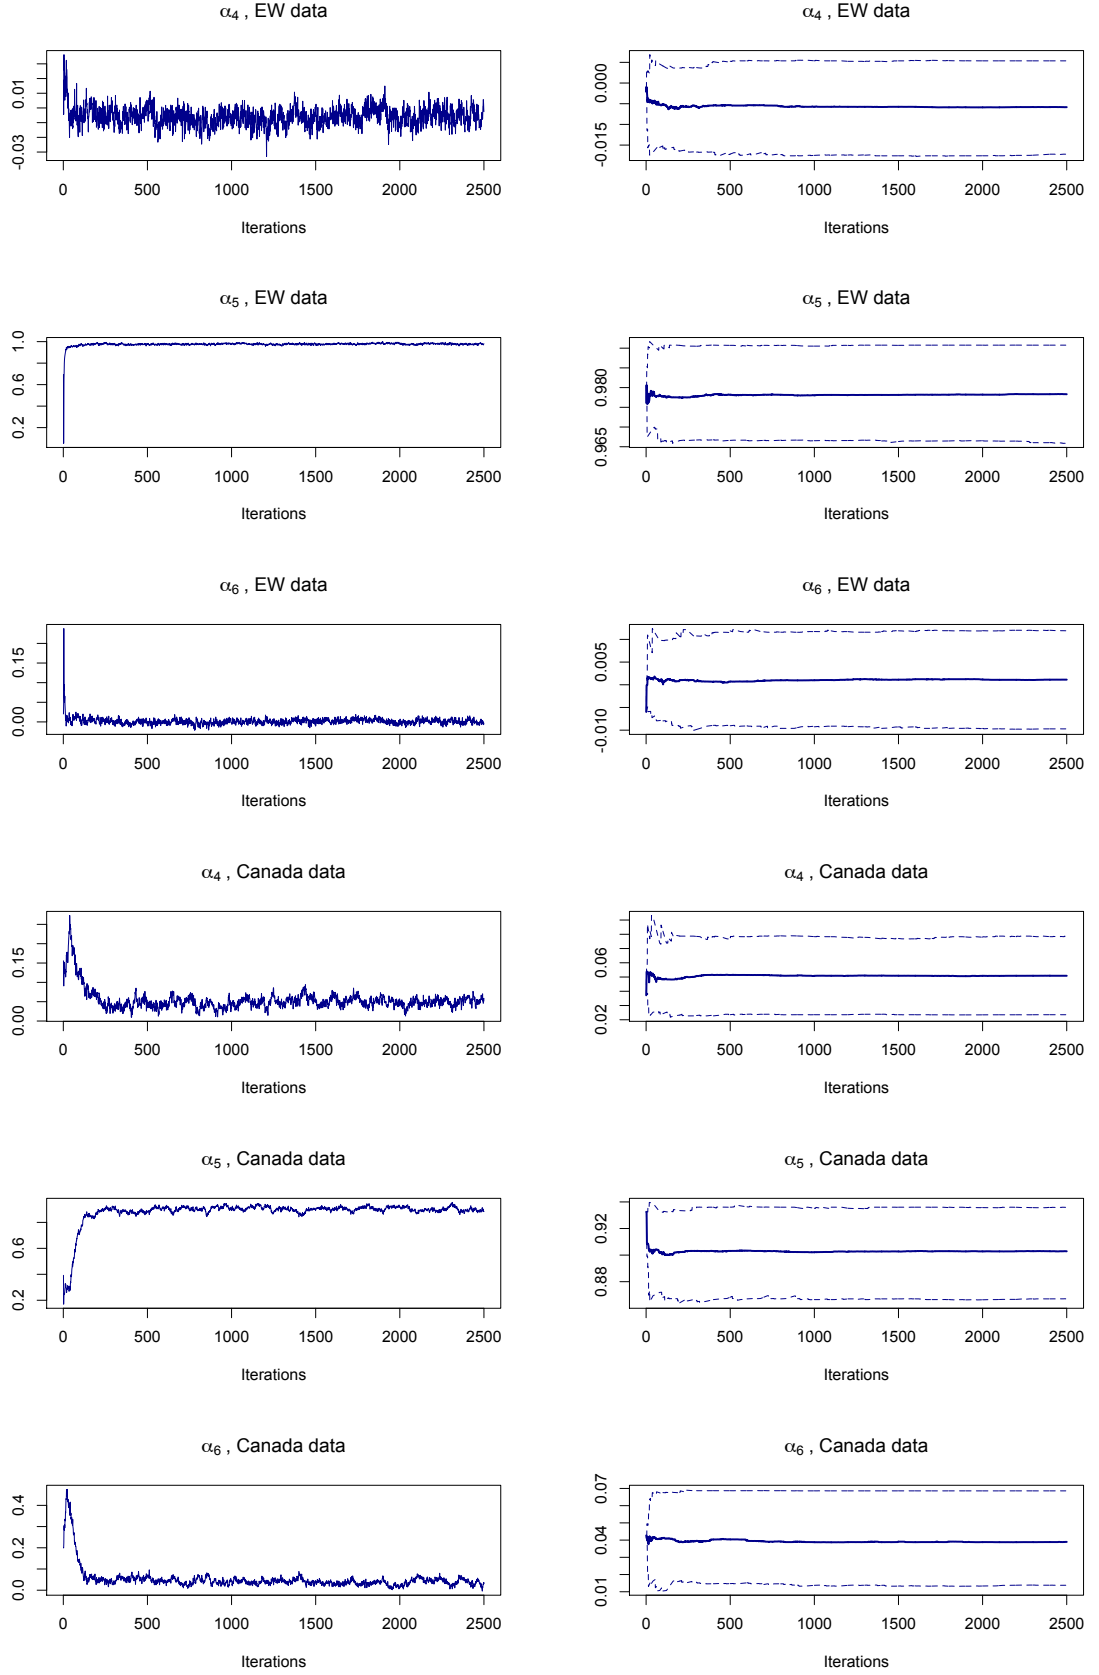 α4 , EW data
α4 , EW data
0.01
-0.03
0 500 1000 1500 2000 2500
Iterations
0.000
-0.015
0 500 1000 1500 2000 2500
Iterations
α5 , EW data
α5 , EW data
1.0
0.6
0.2
0 500 1000 1500 2000 2500
Iterations
0.980
0.965
0 500 1000 1500 2000 2500
Iterations
α6 , EW data
α6 , EW data
0.15
0.00
0 500 1000 1500 2000 2500
Iterations
0.005
-0.010
0 500 1000 1500 2000 2500
Iterations
α4 , Canada data
α4 , Canada data
0.15
0.00
0 500 1000 1500 2000 2500
Iterations
0.06
0.02
0 500 1000 1500 2000 2500
Iterations
α5 , Canada data
α5 , Canada data
0.6
0.2
0 500 1000 1500 2000 2500
Iterations
0.92
0.88
0 500 1000 1500 2000 2500
Iterations
α6 , Canada data
α6 , Canada data
0.4
0.2
0.0
0 500 1000 1500 2000 2500
Iterations
0.07
0.04
0.01
0 500 1000 1500 2000 2500
Iterations